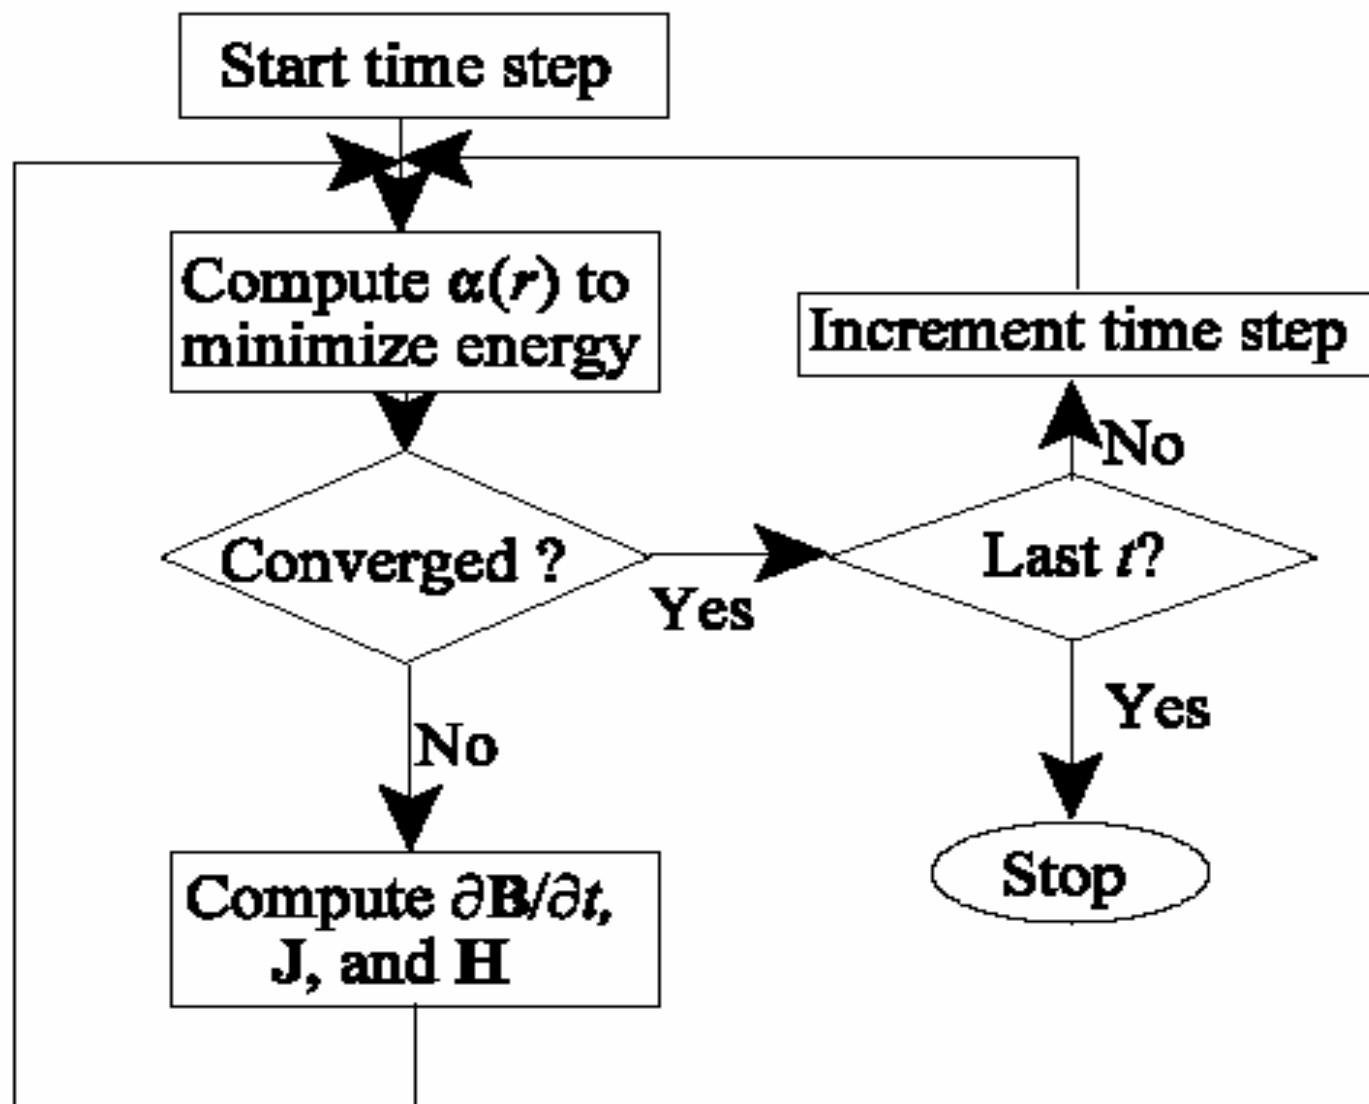 Start time step
Compute α(r) to
minimize energy
Increment time step
No
Converged ?
Last t?
Yes
Yes
No
Stop
Compute ∂B/∂t,
J, and H